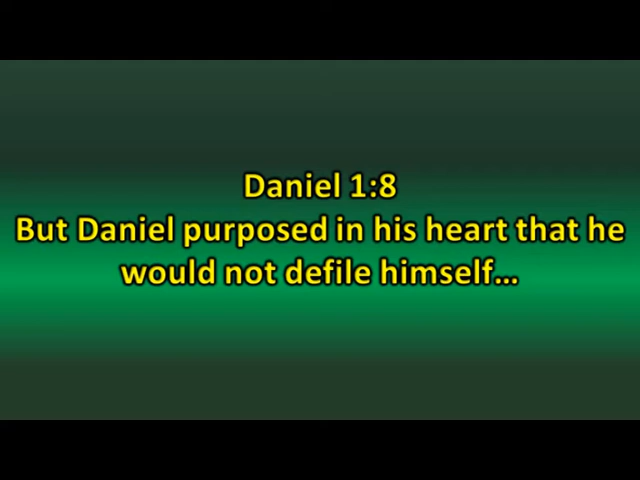 Daniel 1:8
But Daniel purposed in his heart that he
would not defile himself...